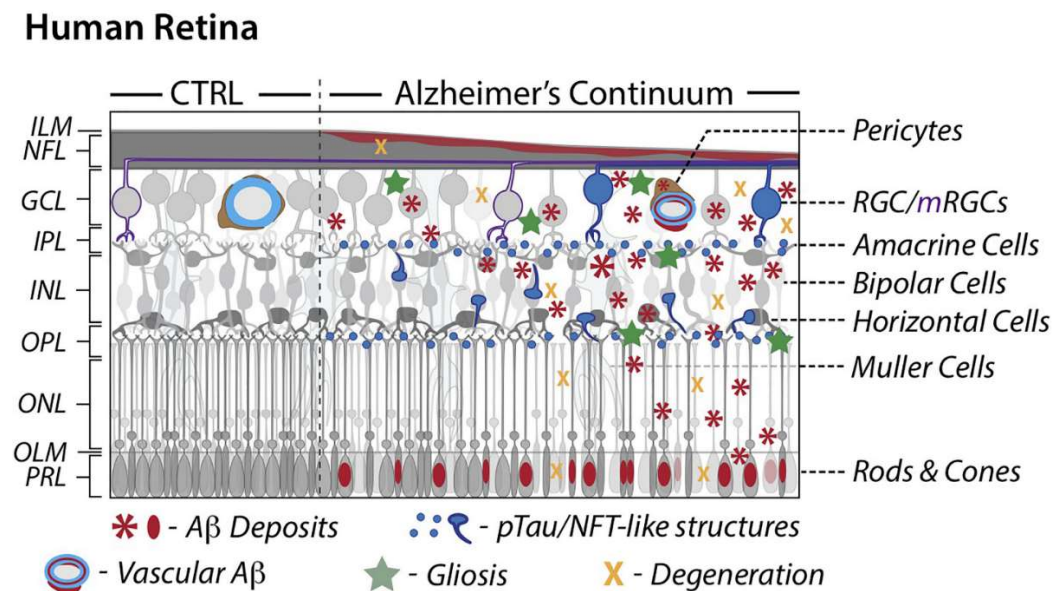 Human Retina
CTRL
Alzheimer's Continuum
ILM
NFL
GCL
IPL
INL
OPL
ONL
OLM
PRL
Pericytes
RGC/mRGCs
Amacrine Cells
Bipolar Cells
Horizontal Cells
Muller Cells
Rods & Cones
X
X
X
X
X
X
X
X
X
X
X
- Aβ Deposits
- pTau/NFT-like structures
- Vascular Aβ
- Gliosis
X - Degeneration